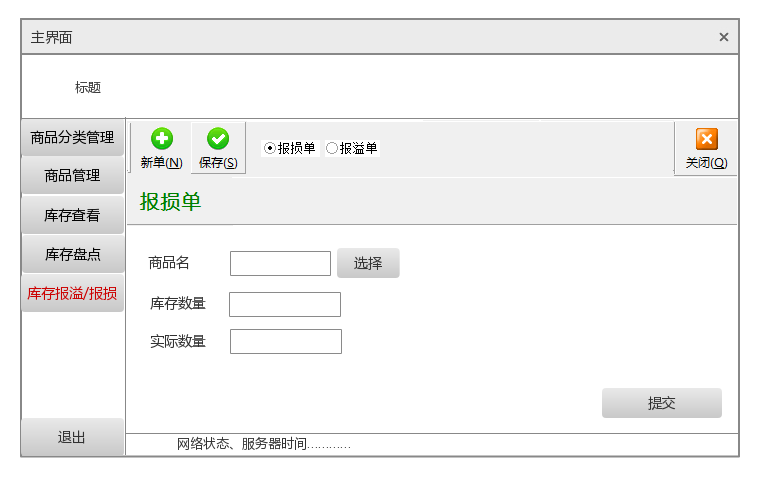 主界面
标题
商品分类管理
商品管理
库存查看
库存盘点
库存报溢/报损
退出
新单(N) 保存(S) 报损单 报溢单 关闭(Q)
报损单
商品名 选择
库存数量
实际数量
提交
网络状态、服务器时间…………